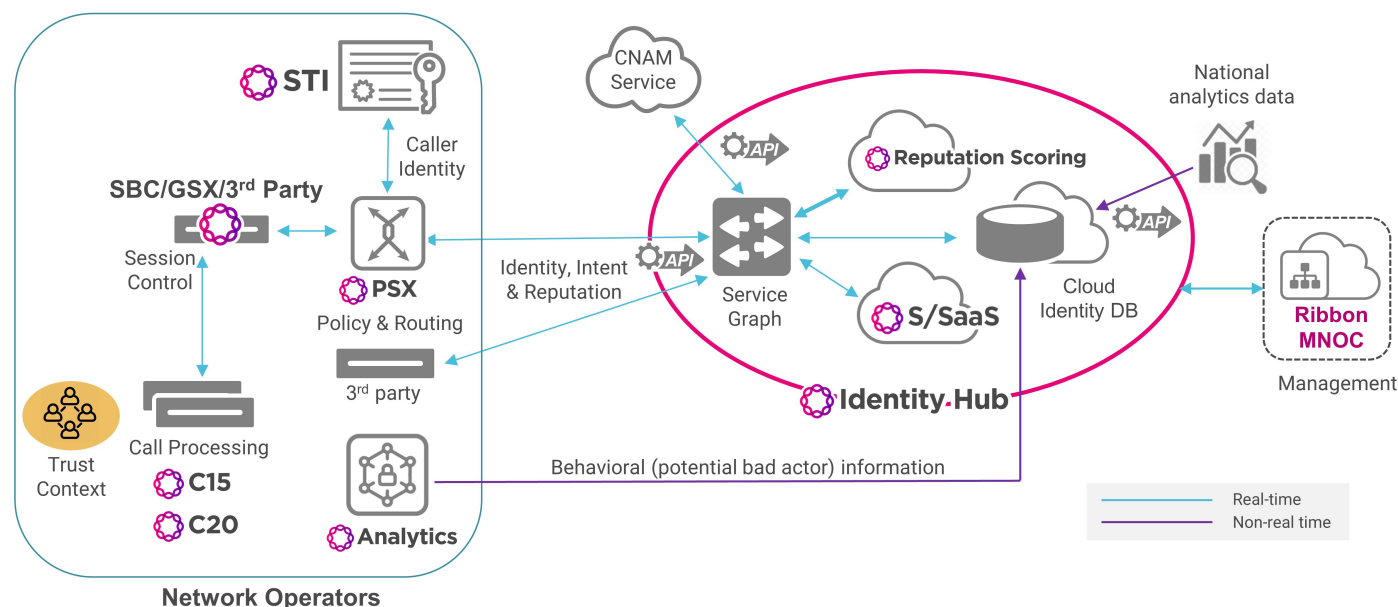 STI
Caller
Identity
SBC/GSX/3rd Party
Session
Control
PSX
Policy & Routing
3rd party
Call Processing
C15
C20
Trust
Context
Analytics
Network Operators
Identity, Intent
& Reputation
Behavioral (potential bad actor) information
CNAM
Service
API
API
Service
Graph
Reputation Scoring
S/SaaS
Cloud
Identity DB
API
Identity Hub
National
analytics data
Ribbon
MNOC
Management
Real-time
Non-real time